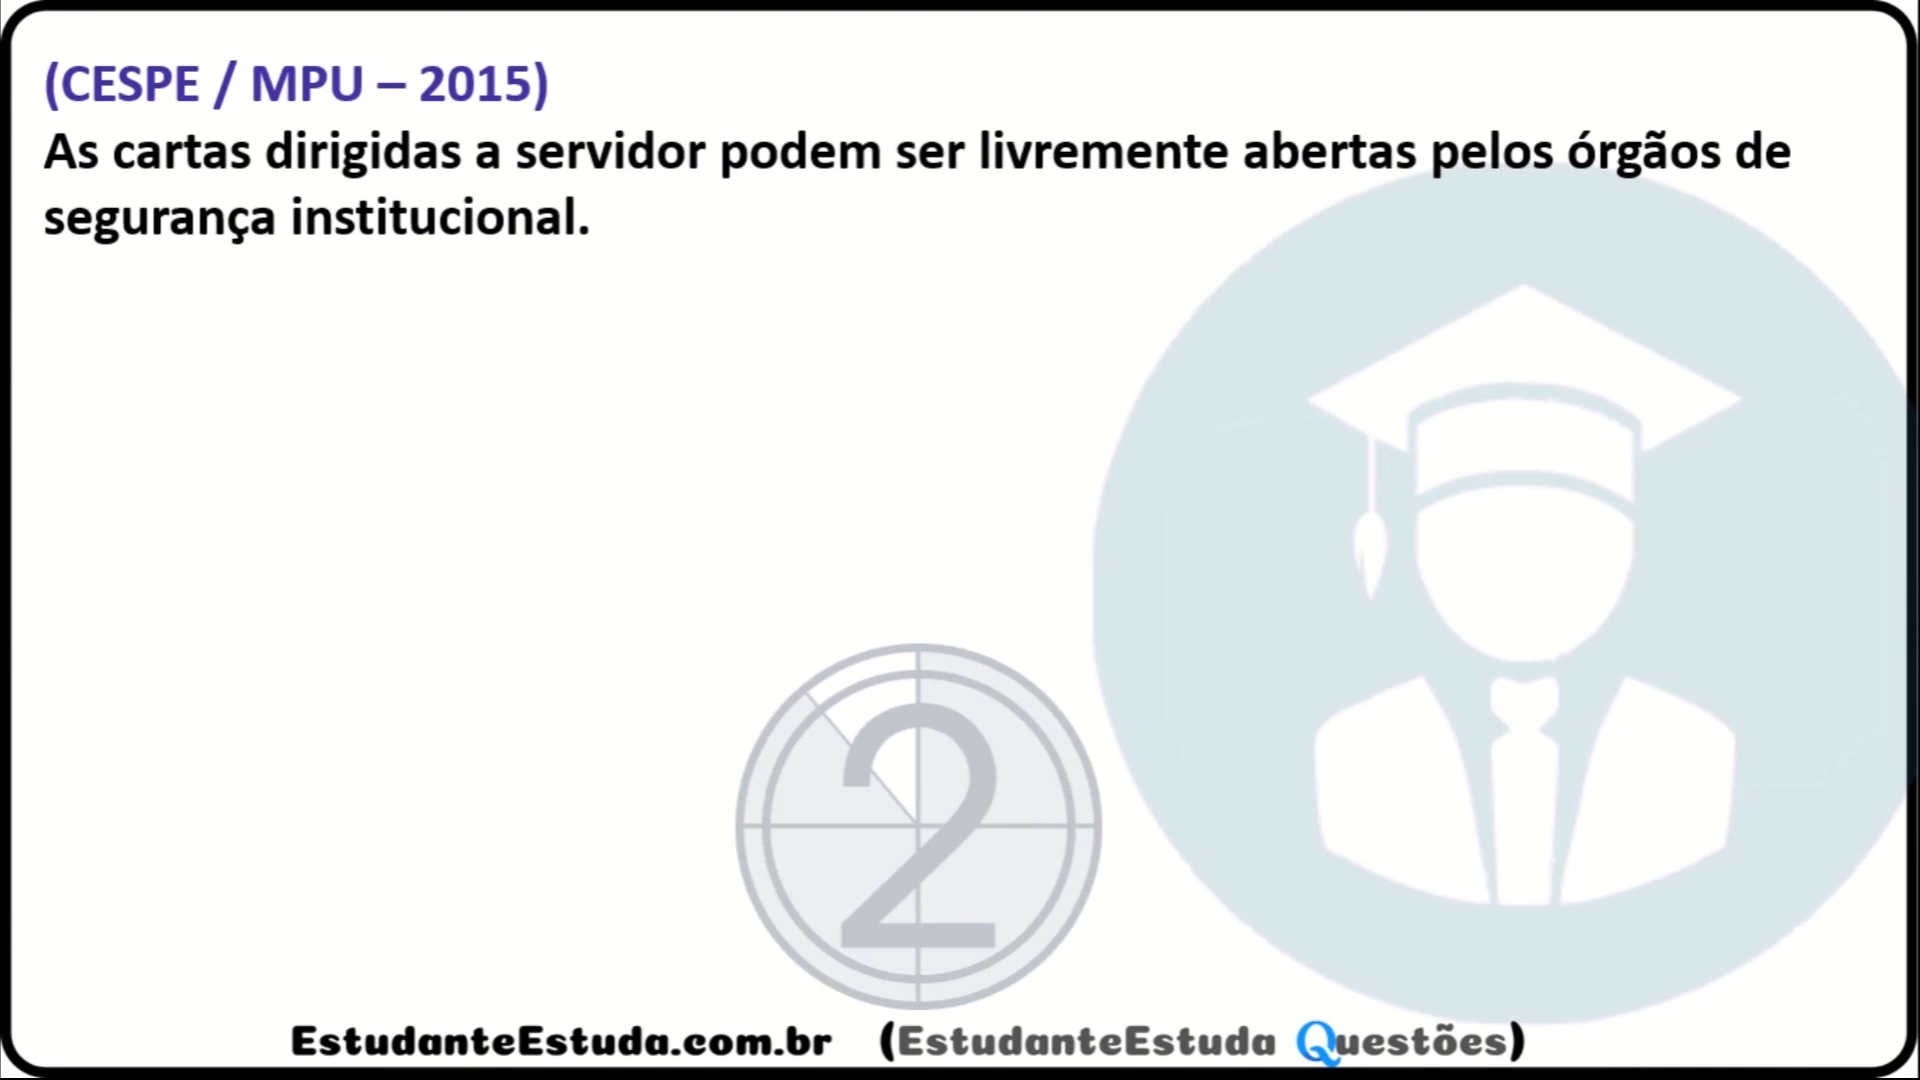 (CESPE / MPU – 2015)
As cartas dirigidas a servidor podem ser livremente abertas pelos órgãos de
segurança institucional.
2
EstudanteEstuda.com.br (EstudanteEstuda Questões)